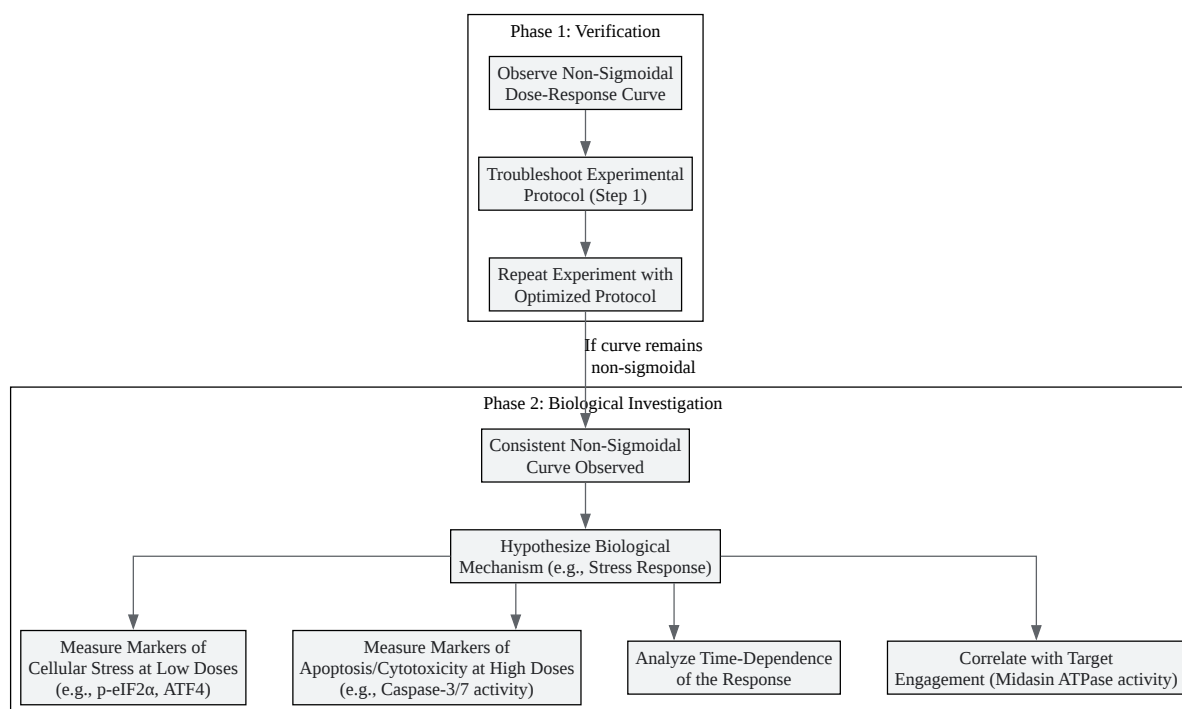 Phase 1: Verification
Observe Non-Sigmoidal
Dose-Response Curve
Troubleshoot Experimental
Protocol (Step 1)
Repeat Experiment with
Optimized Protocol
If curve remains
non-sigmoidal
Phase 2: Biological Investigation
Consistent Non-Sigmoidal
Curve Observed
Hypothesize Biological
Mechanism (e.g., Stress Response)
Measure Markers of
Cellular Stress at Low Doses
(e.g., p-eIF2α, ATF4)
Measure Markers of
Apoptosis/Cytotoxicity at High Doses
(e.g., Caspase-3/7 activity)
Analyze Time-Dependence
of the Response
Correlate with Target
Engagement (Midasin ATPase activity)